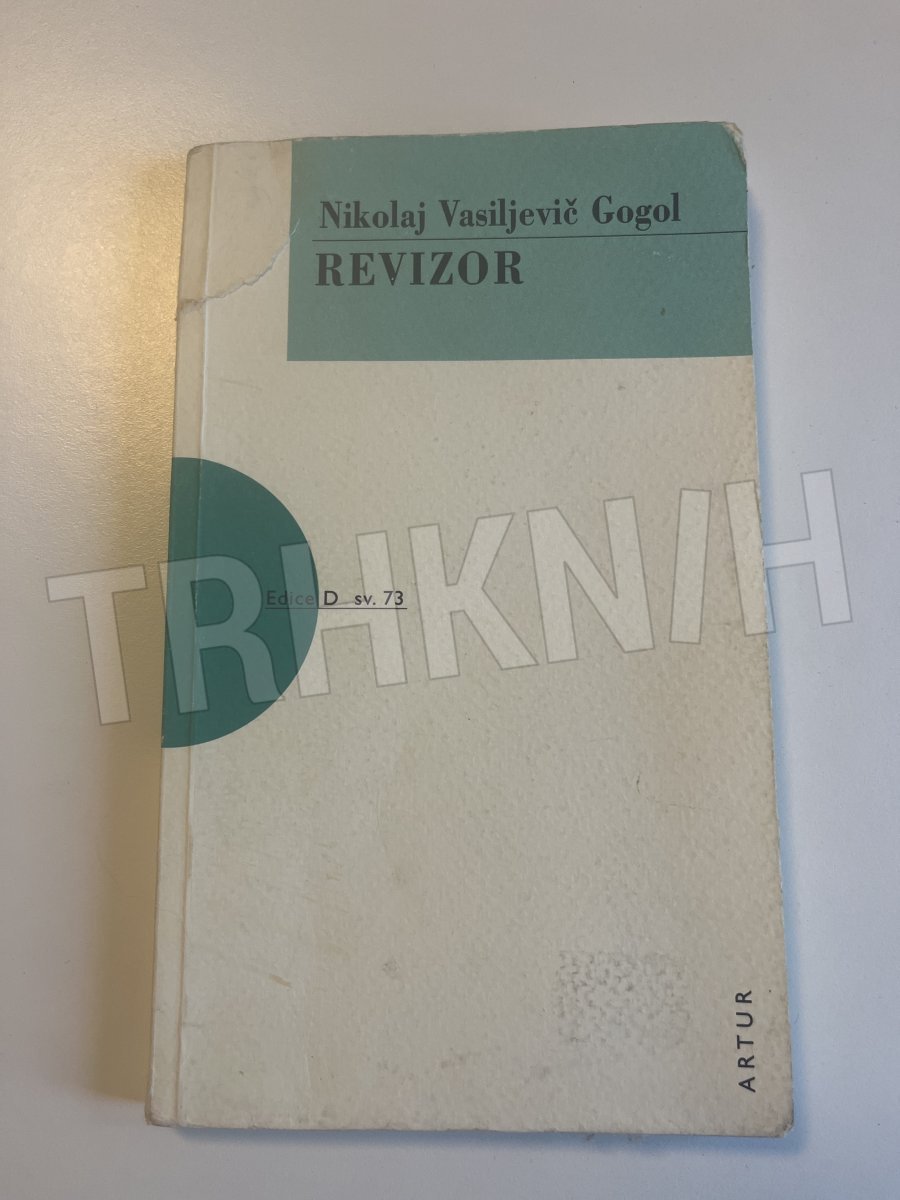 Nikolaj Vasiljevič Gogol
REVIZOR
TRHKNIH
Edice D sv. 73
ARTUR